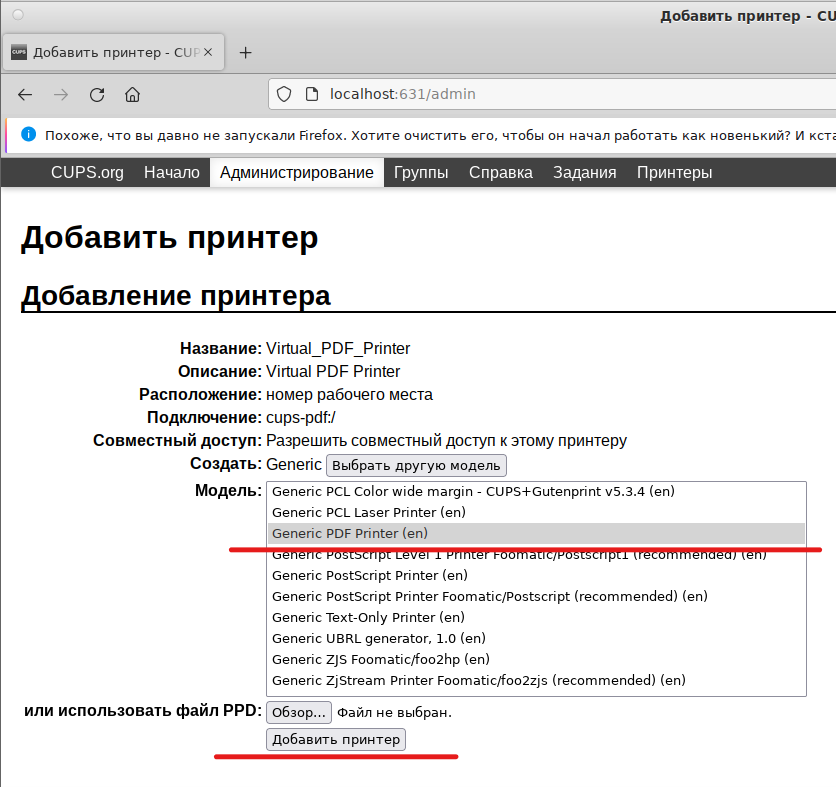 Добавить принтер - CU
CUPS Добавить принтер - CUP
localhost:631/admin
Похоже, что вы давно не запускали Firefox. Хотите очистить его, чтобы он начал работать как новенький? И кста
CUPS.org Начало Администрирование Группы Справка Задания Принтеры
Добавить принтер
Добавление принтера
Название: Virtual_PDF_Printer
Описание: Virtual PDF Printer
Расположение: номер рабочего места
Подключение: cups-pdf:/
Совместный доступ: Разрешить совместный доступ к этому принтеру
Создать: Generic Выбрать другую модель
Модель: Generic PCL Color wide margin - CUPS+Gutenprint v5.3.4 (en)
Generic PCL Laser Printer (en)
Generic PDF Printer (en)
Generic PostScript Level 1 Printer Foomatic/Postscript1 (recommended) (en)
Generic PostScript Printer (en)
Generic PostScript Printer Foomatic/Postscript (recommended) (en)
Generic Text-Only Printer (en)
Generic UBRL generator, 1.0 (en)
Generic ZJS Foomatic/foo2hp (en)
Generic ZjStream Printer Foomatic/foo2zjs (recommended) (en)
или использовать файл PPD: Обзор... Файл не выбран.
Добавить принтер